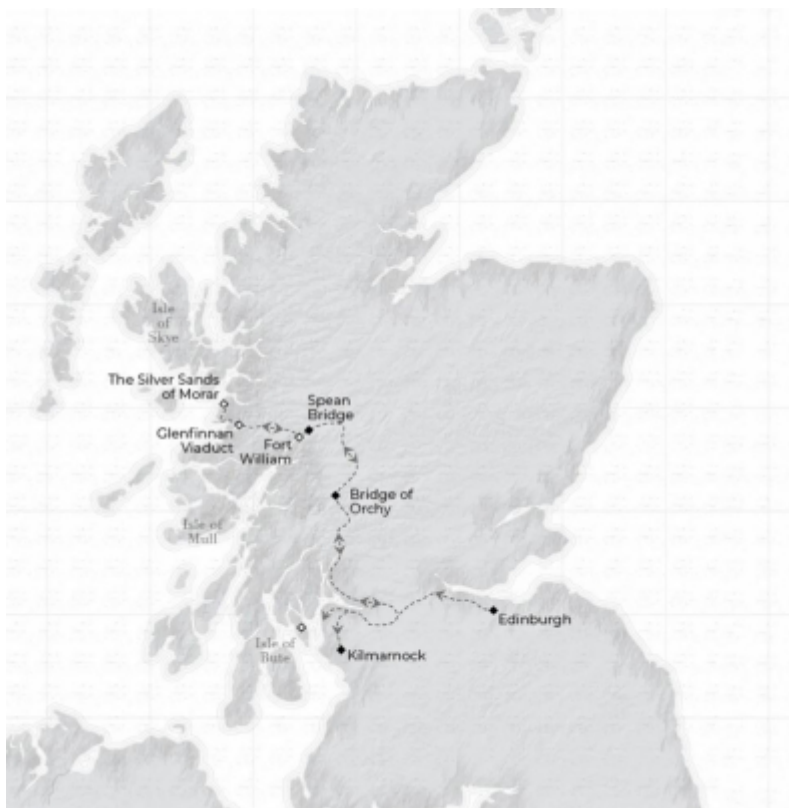 Isle
of
Skye
The Silver Sands
of Morar
Spean
Bridge
Glenfinnan
Viaduct
Fort
William
Bridge of
Orchy
Isle of
Mull
Edinburgh
Isle of
Bute
Kilmarnock